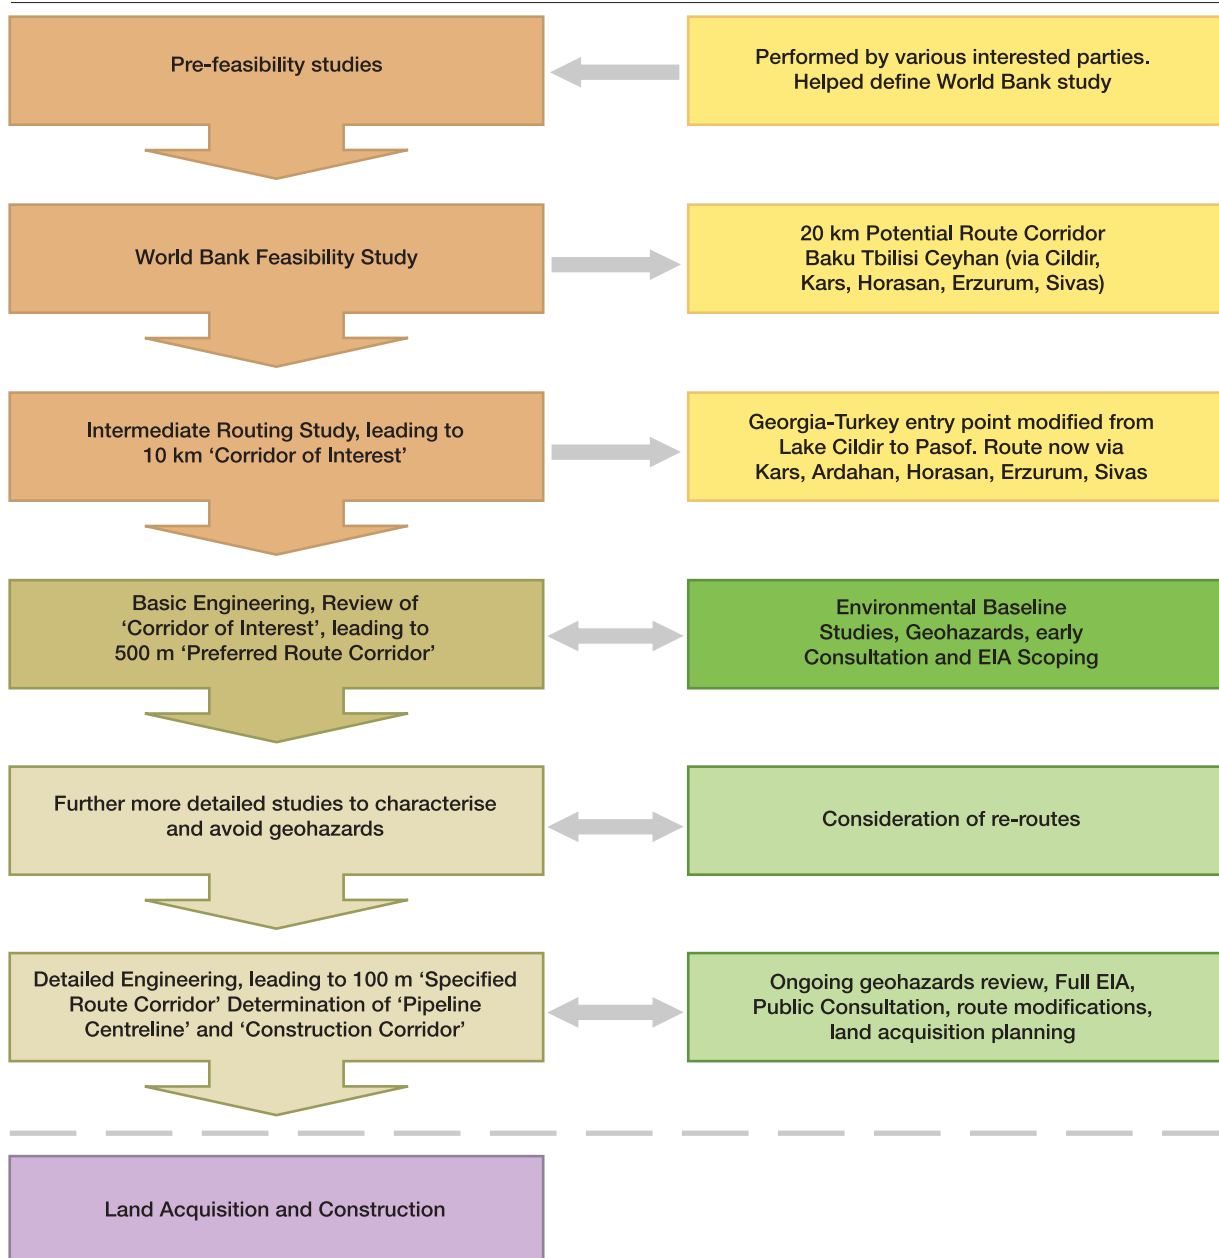 Pre-feasibility studies
Performed by various interested parties.
Helped define World Bank study
World Bank Feasibility Study
20 km Potential Route Corridor
Baku Tbilisi Ceyhan (via Cildir,
Kars, Horasan, Erzurum, Sivas)
Intermediate Routing Study, leading to
10 km ‘Corridor of Interest’
Georgia-Turkey entry point modified from
Lake Cildir to Pasof. Route now via
Kars, Ardahan, Horasan, Erzurum, Sivas
Basic Engineering, Review of
‘Corridor of Interest’, leading to
500 m ‘Preferred Route Corridor’
Environmental Baseline
Studies, Geohazards, early
Consultation and EIA Scoping
Further more detailed studies to characterise
and avoid geohazards
Consideration of re-routes
Detailed Engineering, leading to 100 m ‘Specified
Route Corridor’ Determination of ‘Pipeline
Centreline’ and ‘Construction Corridor’
Ongoing geohazards review, Full EIA,
Public Consultation, route modifications,
land acquisition planning
Land Acquisition and Construction